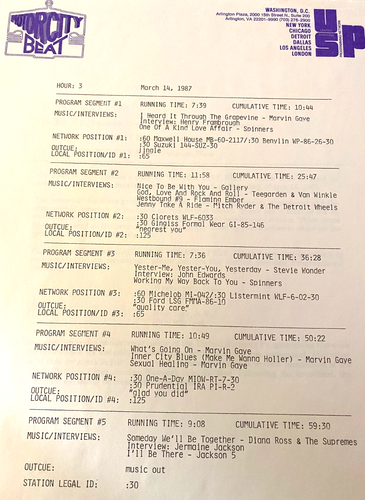 MOTORCITY
BEAT
WASHINGTON, D.C.
Arlington Plaza, 2000 15th Street N., Suite 200
Arlington, VA 22201-9990 (703) 276-2900
NEW YORK
CHICAGO
DETROIT
DALLAS
LOS ANGELES
LONDON
HOUR: 3 March 14, 1987
PROGRAM SEGMENT #1 RUNNING TIME: 7:39 CUMULATIVE TIME: 10:44
MUSIC/INTERVIEWS: I Heard It Through The Grapevine - Marvin Gaye
Interview: Henry Frambrough
One Of A Kind Love Affair - Spinners
NETWORK POSITION #1: :60 Maxwell House MB-60-2117/:30 Benylin WP-86-26-30
:30 Suzuki 144-SUZ-30
OUTCUE: Jingle
LOCAL POSITION/ID #1: :65
PROGRAM SEGMENT #2 RUNNING TIME: 11:58 CUMULATIVE TIME: 25:47
MUSIC/INTERVIEWS: Nice To Be With You - Gallery
God, Love And Rock And Roll - Teegarden & Van Winkle
Westbound #9 - Flaming Ember
Jenny Take A Ride - Mitch Ryder & The Detroit Wheels
NETWORK POSITION #2: :30 Clorets WLF-6033
:30 Gingiss Formal Wear GI-85-146
OUTCUE: "nearest you"
LOCAL POSITION/ID #2: :125
PROGRAM SEGMENT #3 RUNNING TIME: 7:36 CUMULATIVE TIME: 36:28
MUSIC/INTERVIEWS: Yester-Me, Yester-You, Yesterday - Stevie Wonder
Interview: John Edwards
Working My Way Back To You - Spinners
NETWORK POSITION #3: :60 Michelob MI-042/:30 Listermint WLF-6-02-30
:30 Ford LSG FMMA-86-10
OUTCUE: "quality care"
LOCAL POSITION/ID #3: :65
PROGRAM SEGMENT #4 RUNNING TIME: 10:49 CUMULATIVE TIME: 50:22
MUSIC/INTERVIEWS: What's Going On - Marvin Gaye
Inner City Blues (Make Me Wanna Holler) - Marvin Gaye
Sexual Healing - Marvin Gaye
NETWORK POSITION #4: :30 One-A-Day MIOW-RT-7-30
:30 Prudential IRA PI-R-2
OUTCUE: "glad you did"
LOCAL POSITION/ID #4: :125
PROGRAM SEGMENT #5 RUNNING TIME: 9:08 CUMULATIVE TIME: 59:30
MUSIC/INTERVIEWS: Someday We'll Be Together - Diana Ross & The Supremes
Interview: Jermaine Jackson
I'll Be There - Jackson 5
OUTCUE: music out
STATION LEGAL ID: :30